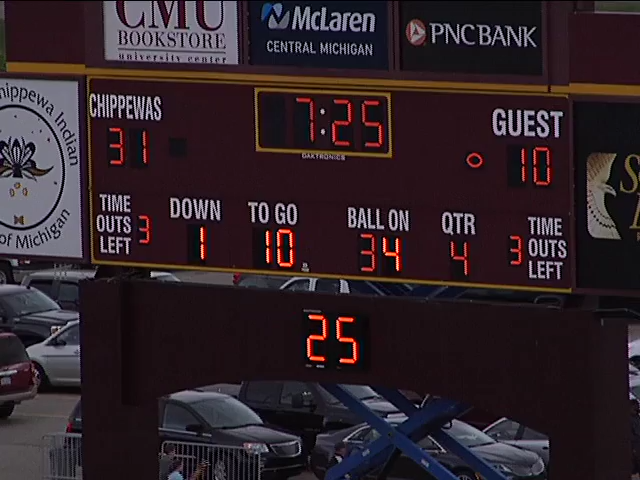 CMU
BOOKSTORE
university center
McLaren
CENTRAL MICHIGAN
PNCBANK
hippewa Indian
of Michigan
CHIPPEWAS
31
7:25
DAKTRONICS
GUEST
10
TIME
OUTS
LEFT
3
DOWN
1
TO GO
10
BALL ON
34
QTR
4
3
TIME
OUTS
LEFT
25